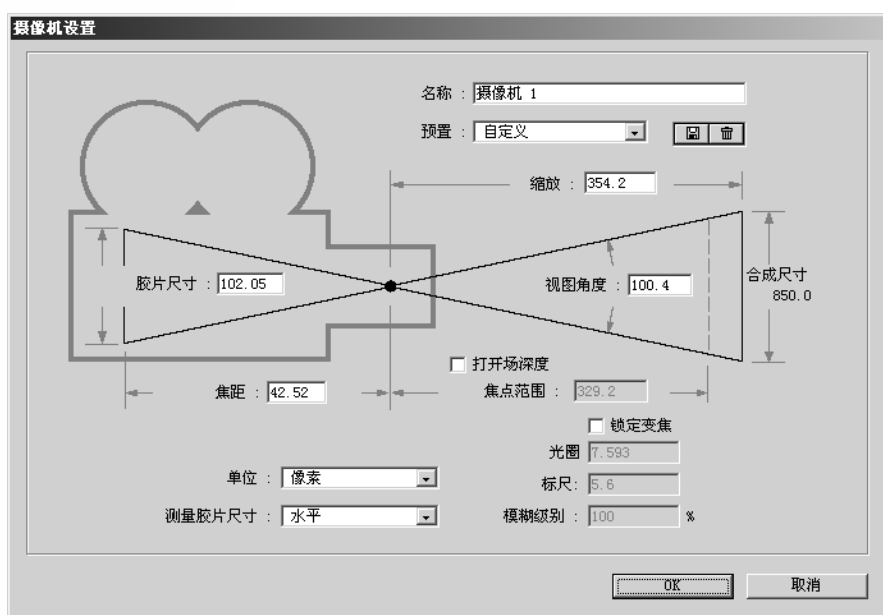 摄像机设置
名称 : 摄像机 1
预置 : 自定义
缩放 : 354.2
胶片尺寸 : 102.05
视图角度 : 100.4
合成尺寸
850.0
打开场深度
焦距 : 42.52
焦点范围 : 329.2
锁定变焦
光圈 7.593
单位 : 像素
标尺: 5.6
测量胶片尺寸 : 水平
模糊级别 : 100 %
OK
取消